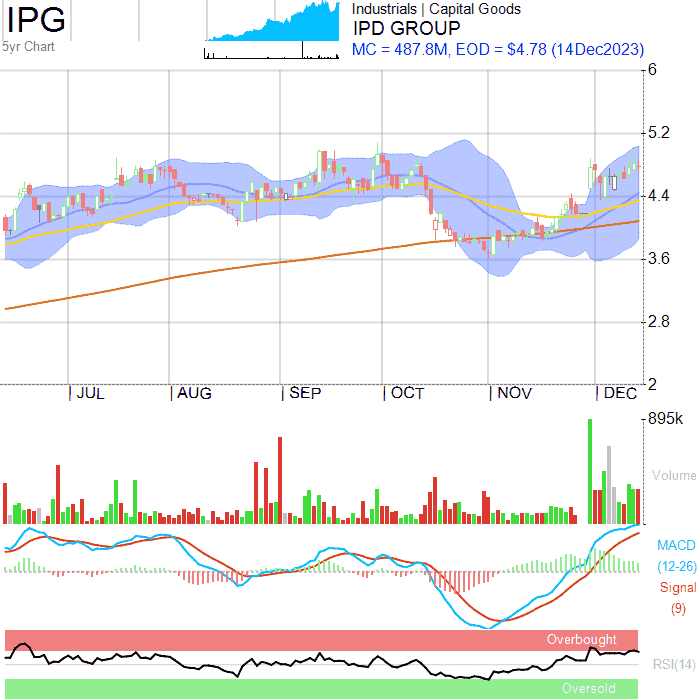 IPG
5yr Chart
Industrials | Capital Goods
IPD GROUP
MC = 487.8M, EOD = $4.78 (14Dec2023)
6
5.2
4.4
3.6
2.8
2
JUL AUG SEP OCT NOV DEC
895k
Volume
MACD
(12-26)
Signal
(9)
Overbought
RSI(14)
Oversold